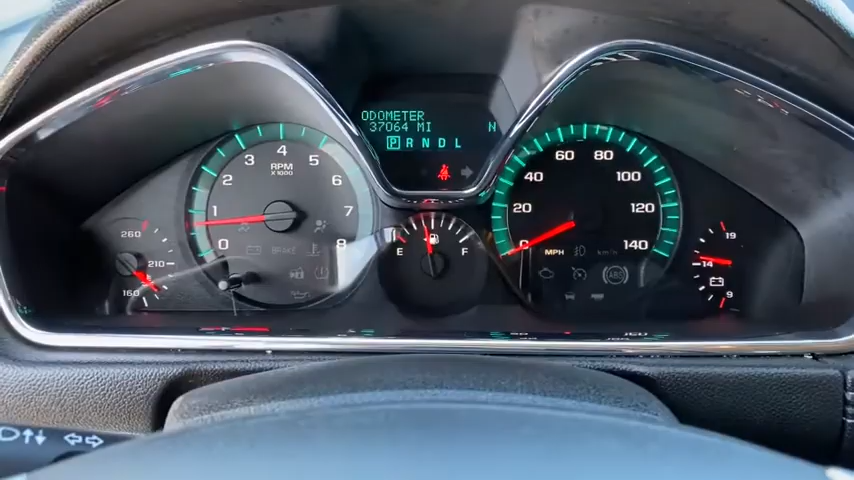 ODOMETER
37064 MI N
P R N D L
0 1 2 3 4 5 6 7 8
RPM
X1000
BRAKE
260
210
160
E F
0 20 40 60 80 100 120 140
MPH km/h
ABS
19
14
9